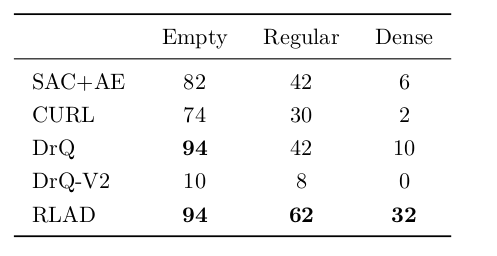 Empty Regular Dense
SAC+AE 82 42 6
CURL 74 30 2
DrQ 94 42 10
DrQ-V2 10 8 0
RLAD 94 62 32